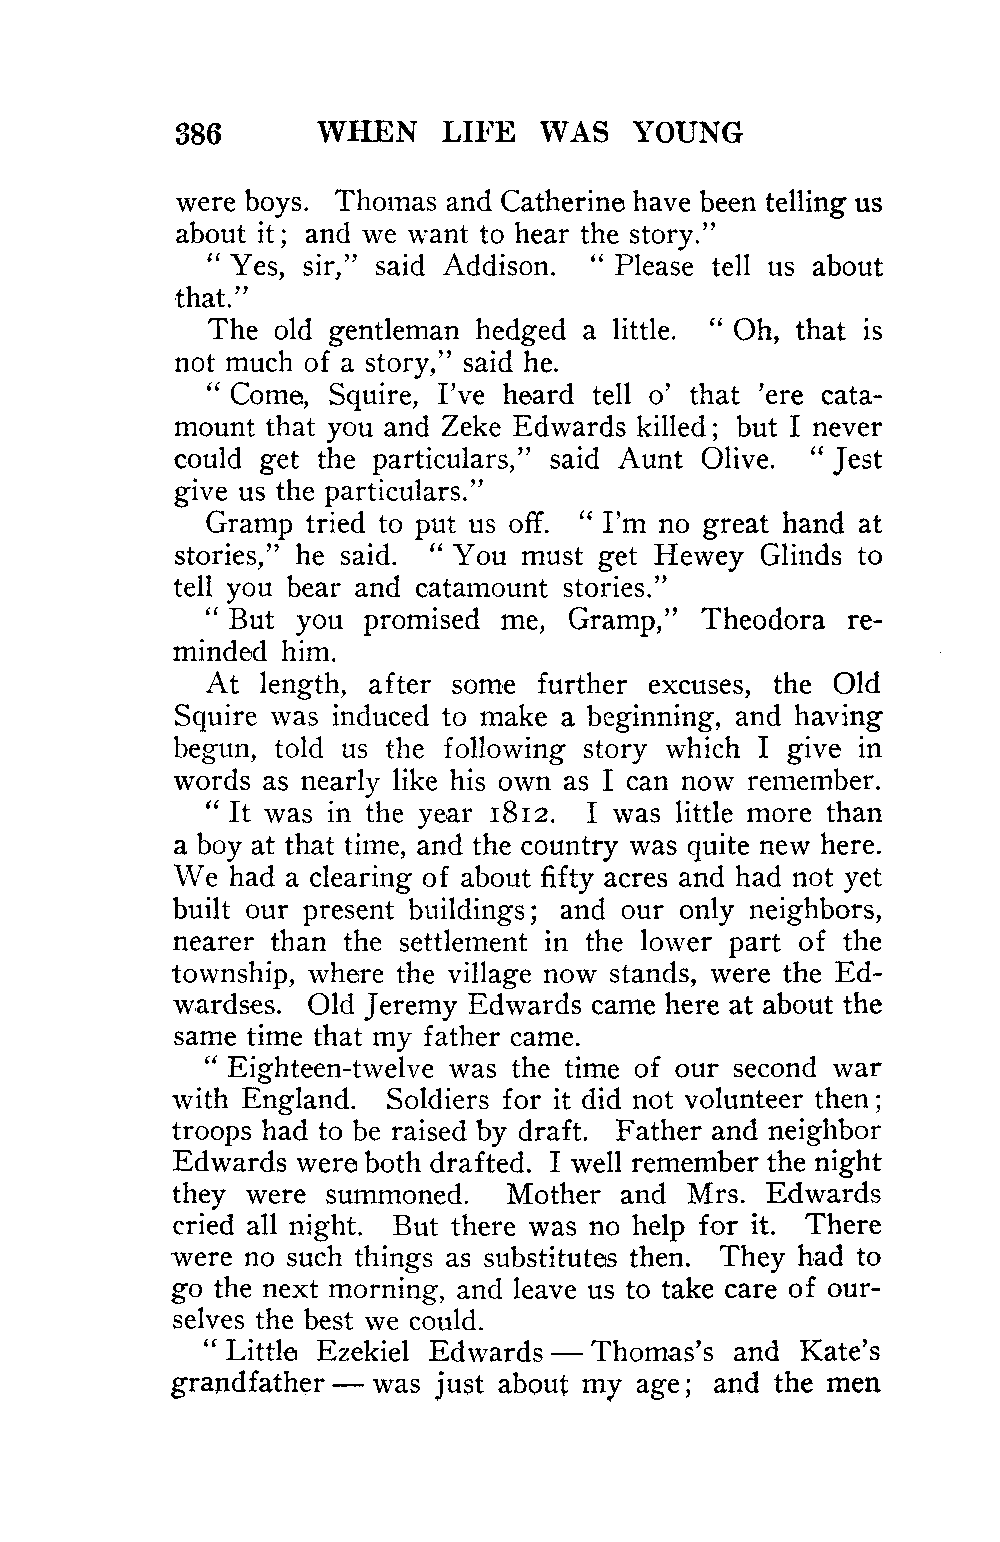 386 WHEN LIFE WAS YOUNG
were boys. Thomas and Catherine have been telling us
about it; and we want to hear the story.”
“ Yes, sir,” said Addison. “ Please tell us about
that.”
The old gentleman hedged a little. “ Oh, that is
not much of a story,” said he.
“ Come, Squire, I’ve heard tell o’ that ’ere cata-
mount that you and Zeke Edwards killed; but I never
could get the particulars,” said Aunt Olive. “ Jest
give us the particulars.”
Gramp tried to put us off. “ I’m no great hand at
stories,” he said. “ You must get Hewey Glinds to
tell you bear and catamount stories.”
“ But you promised me, Gramp,” Theodora re-
minded him.
At length, after some further excuses, the Old
Squire was induced to make a beginning, and having
begun, told us the following story which I give in
words as nearly like his own as I can now remember.
“ It was in the year 1812. I was little more than
a boy at that time, and the country was quite new here.
We had a clearing of about fifty acres and had not yet
built our present buildings; and our only neighbors,
nearer than the settlement in the lower part of the
township, where the village now stands, were the Ed-
wardses. Old Jeremy Edwards came here at about the
same time that my father came.
“ Eighteen-twelve was the time of our second war
with England. Soldiers for it did not volunteer then;
troops had to be raised by draft. Father and neighbor
Edwards were both drafted. I well remember the night
they were summoned. Mother and Mrs. Edwards
cried all night. But there was no help for it. There
were no such things as substitutes then. They had to
go the next morning, and leave us to take care of our-
selves the best we could.
“ Little Ezekiel Edwards — Thomas’s and Kate’s
grandfather — was just about my age; and the men